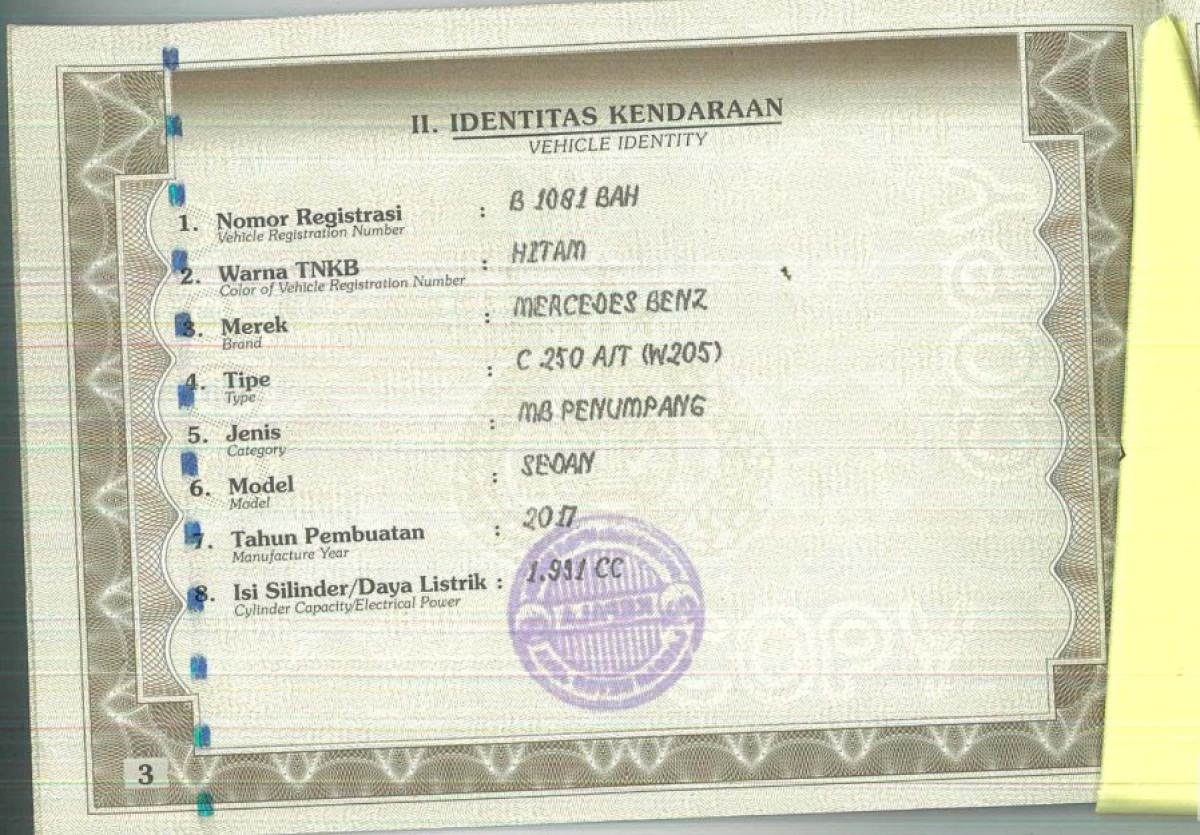 II. IDENTITAS KENDARAAN
VEHICLE IDENTITY
1. Nomor Registrasi : B 1081 BAH
Vehicle Registration Number
2. Warna TNKB : HITAM
Color of Vehicle Registration Number
3. Merek : MERCEDES BENZ
Brand
4. Tipe : C 250 A/T (W205)
Type
5. Jenis : MB PENUMPANG
Category
6. Model : SEDAN
Model
7. Tahun Pembuatan : 2017
Manufacture Year
8. Isi Silinder/Daya Listrik : 1.991 CC
Cylinder Capacity/Electrical Power
KEPALA
COPY
COPY
3